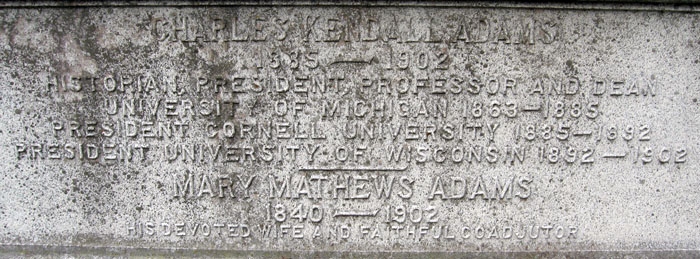 CHARLES KENDALL ADAMS
1835 — 1902
HISTORIAN, PRESIDENT, PROFESSOR AND DEAN
UNIVERSITY OF MICHIGAN 1863—1885
PRESIDENT CORNELL UNIVERSITY 1885—1892
PRESIDENT UNIVERSITY OF WISCONSIN 1892—1902
MARY MATHEWS ADAMS
1840 — 1902
HIS DEVOTED WIFE AND FAITHFUL COADJUTOR